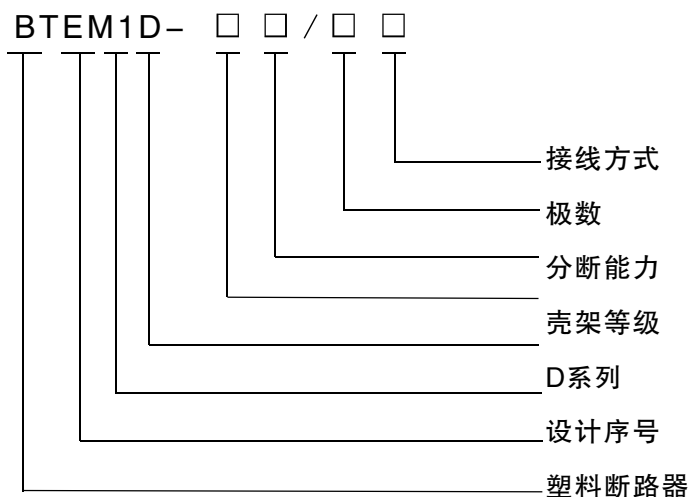 BTEM1D- □ □ / □ □
接线方式
极数
分断能力
壳架等级
D系列
设计序号
塑料断路器